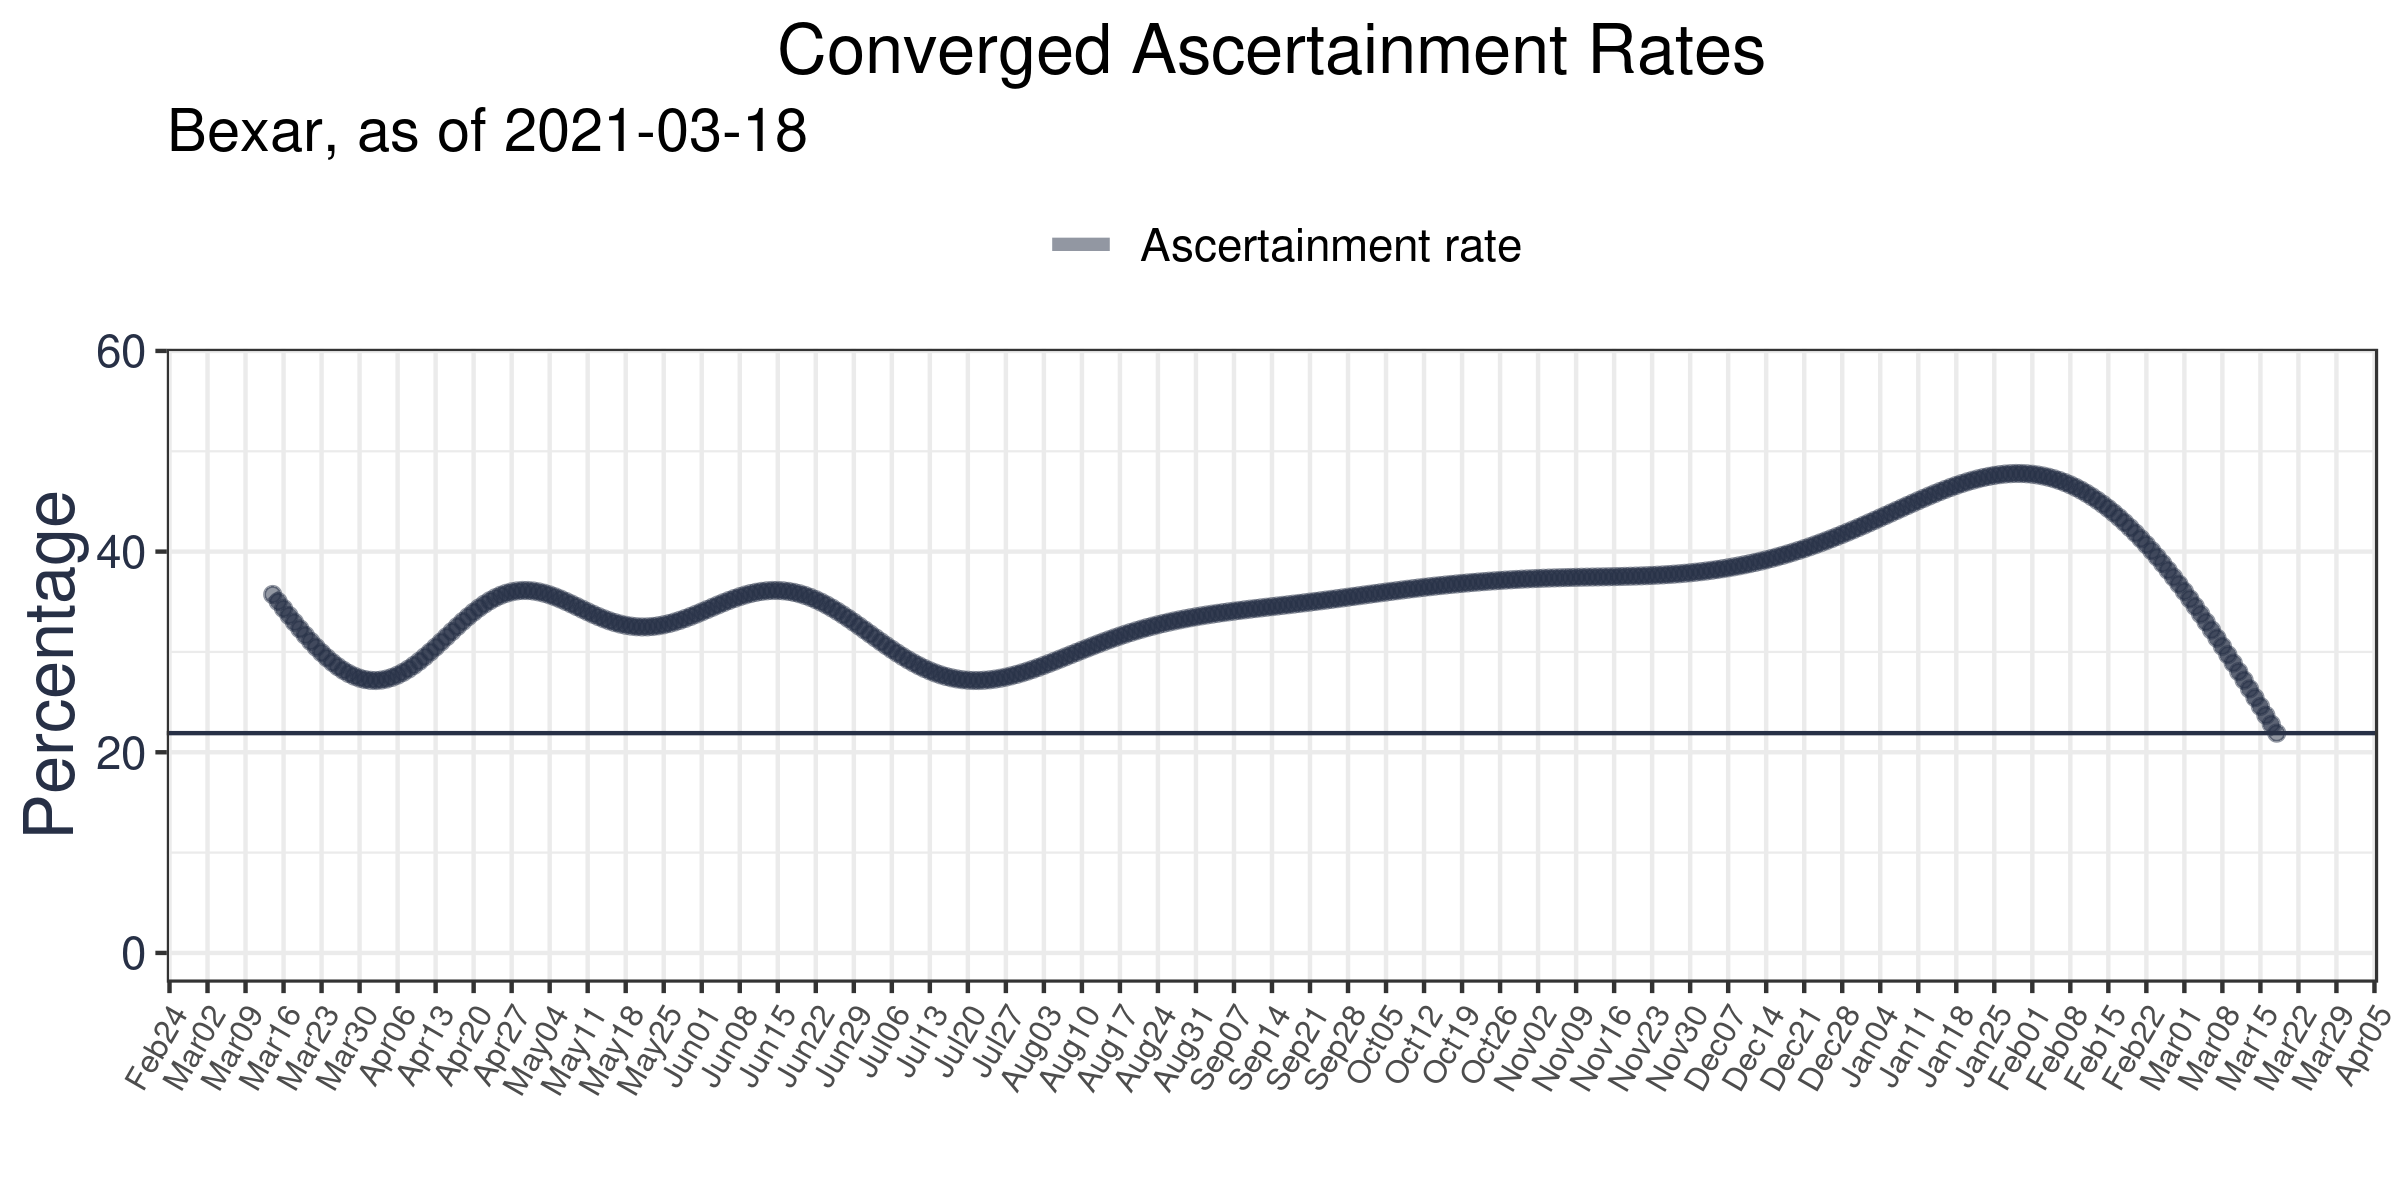 Converged Ascertainment Rates
Bexar, as of 2021-03-18
Ascertainment rate
Percentage
60
40
20
0
Feb24
Mar02
Mar09
Mar16
Mar23
Mar30
Apr06
Apr13
Apr20
Apr27
May04
May11
May18
May25
Jun01
Jun08
Jun15
Jun22
Jun29
Jul06
Jul13
Jul20
Jul27
Aug03
Aug10
Aug17
Aug24
Aug31
Sep07
Sep14
Sep21
Sep28
Oct05
Oct12
Oct19
Oct26
Nov02
Nov09
Nov16
Nov23
Nov30
Dec07
Dec14
Dec21
Dec28
Jan04
Jan11
Jan18
Jan25
Feb01
Feb08
Feb15
Feb22
Mar01
Mar08
Mar15
Mar22
Mar29
Apr05